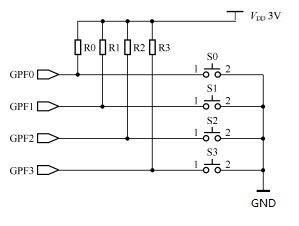 V_DD 3V
R0 R1 R2 R3
S0
GPF0 1 2
S1
GPF1 1 2
S2
GPF2 1 2
S3
GPF3 1 2
GND